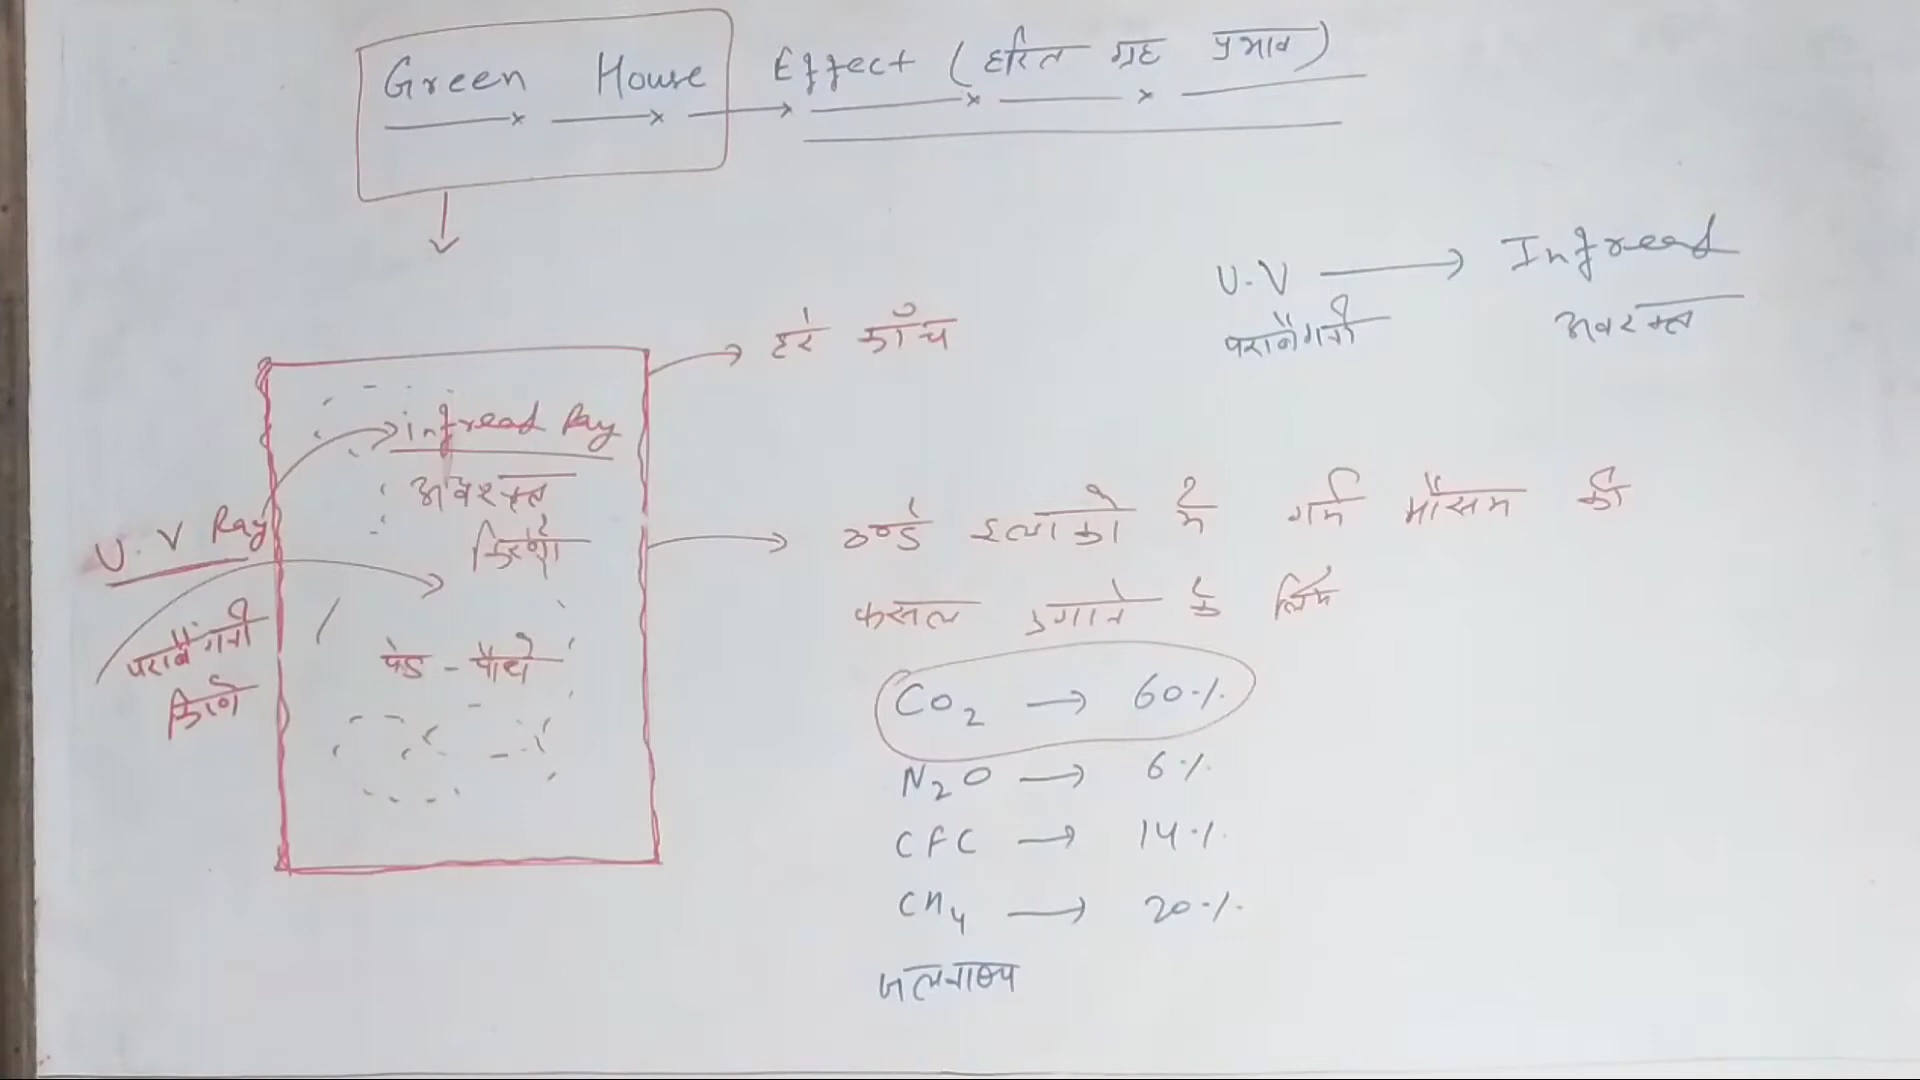 Green House Effect (हरित ग्रह प्रभाव)
U.V → Infread
पराबैंगनी अवरक्त
हरे काँच
infread Ray
अवरक्त
किरणे
U.V Ray
पराबैंगनी
किरणे
पेड - पौधे
ठण्डे इलाको मे गर्म मौसम की
फसल उगाने के लिए
CO2 → 60%
N2O → 6%
CFC → 14%
CH4 → 20%
जलवाष्प